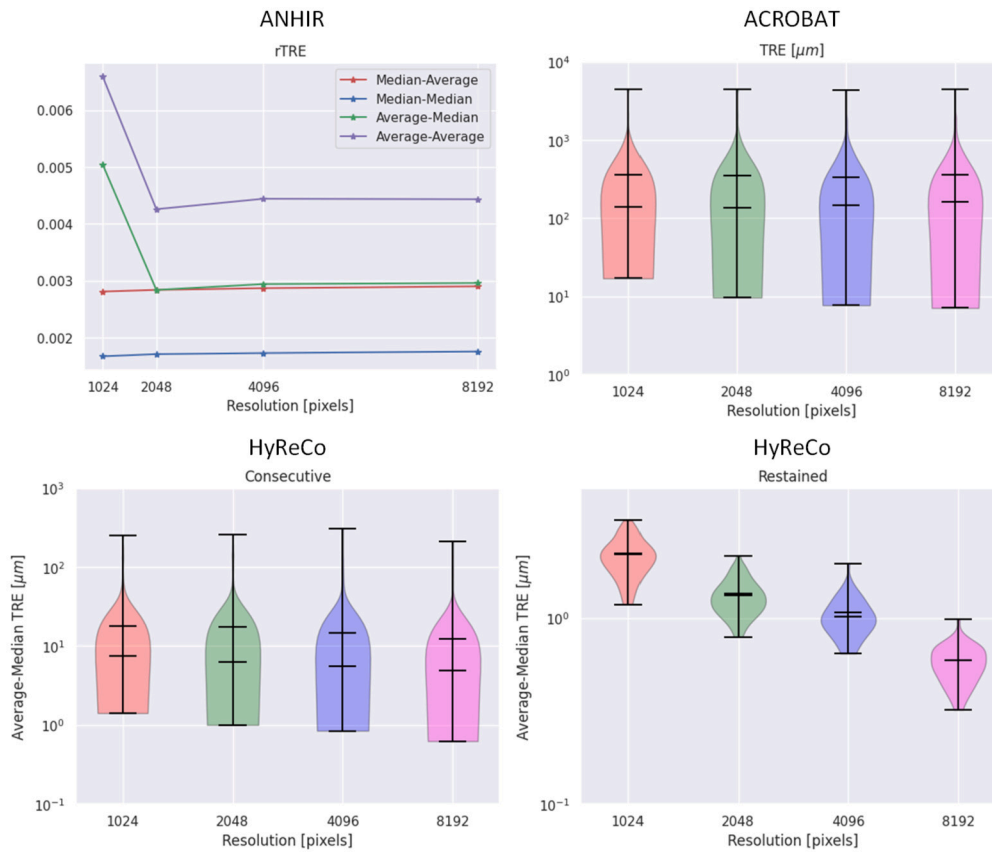 ANHIR
rTRE
0.006
0.005
0.004
0.003
0.002
Median-Average
Median-Median
Average-Median
Average-Average
1024 2048 4096 8192
Resolution [pixels]
ACROBAT
TRE [μm]
10⁴
10³
10²
10¹
10⁰
1024 2048 4096 8192
Resolution [pixels]
HyReCo
Consecutive
Average-Median TRE [μm]
10³
10²
10¹
10⁰
10⁻¹
1024 2048 4096 8192
Resolution [pixels]
HyReCo
Restained
Average-Median TRE [μm]
10⁰
10⁻¹
1024 2048 4096 8192
Resolution [pixels]